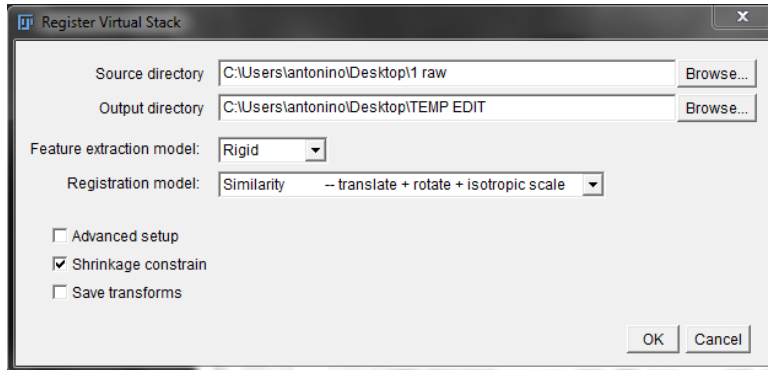 Register Virtual Stack
x
Source directory C:\Users\antonino\Desktop\1 raw Browse...
Output directory C:\Users\antonino\Desktop\TEMP EDIT Browse...
Feature extraction model: Rigid
Registration model: Similarity -- translate + rotate + isotropic scale
Advanced setup
Shrinkage constrain
Save transforms
OK Cancel